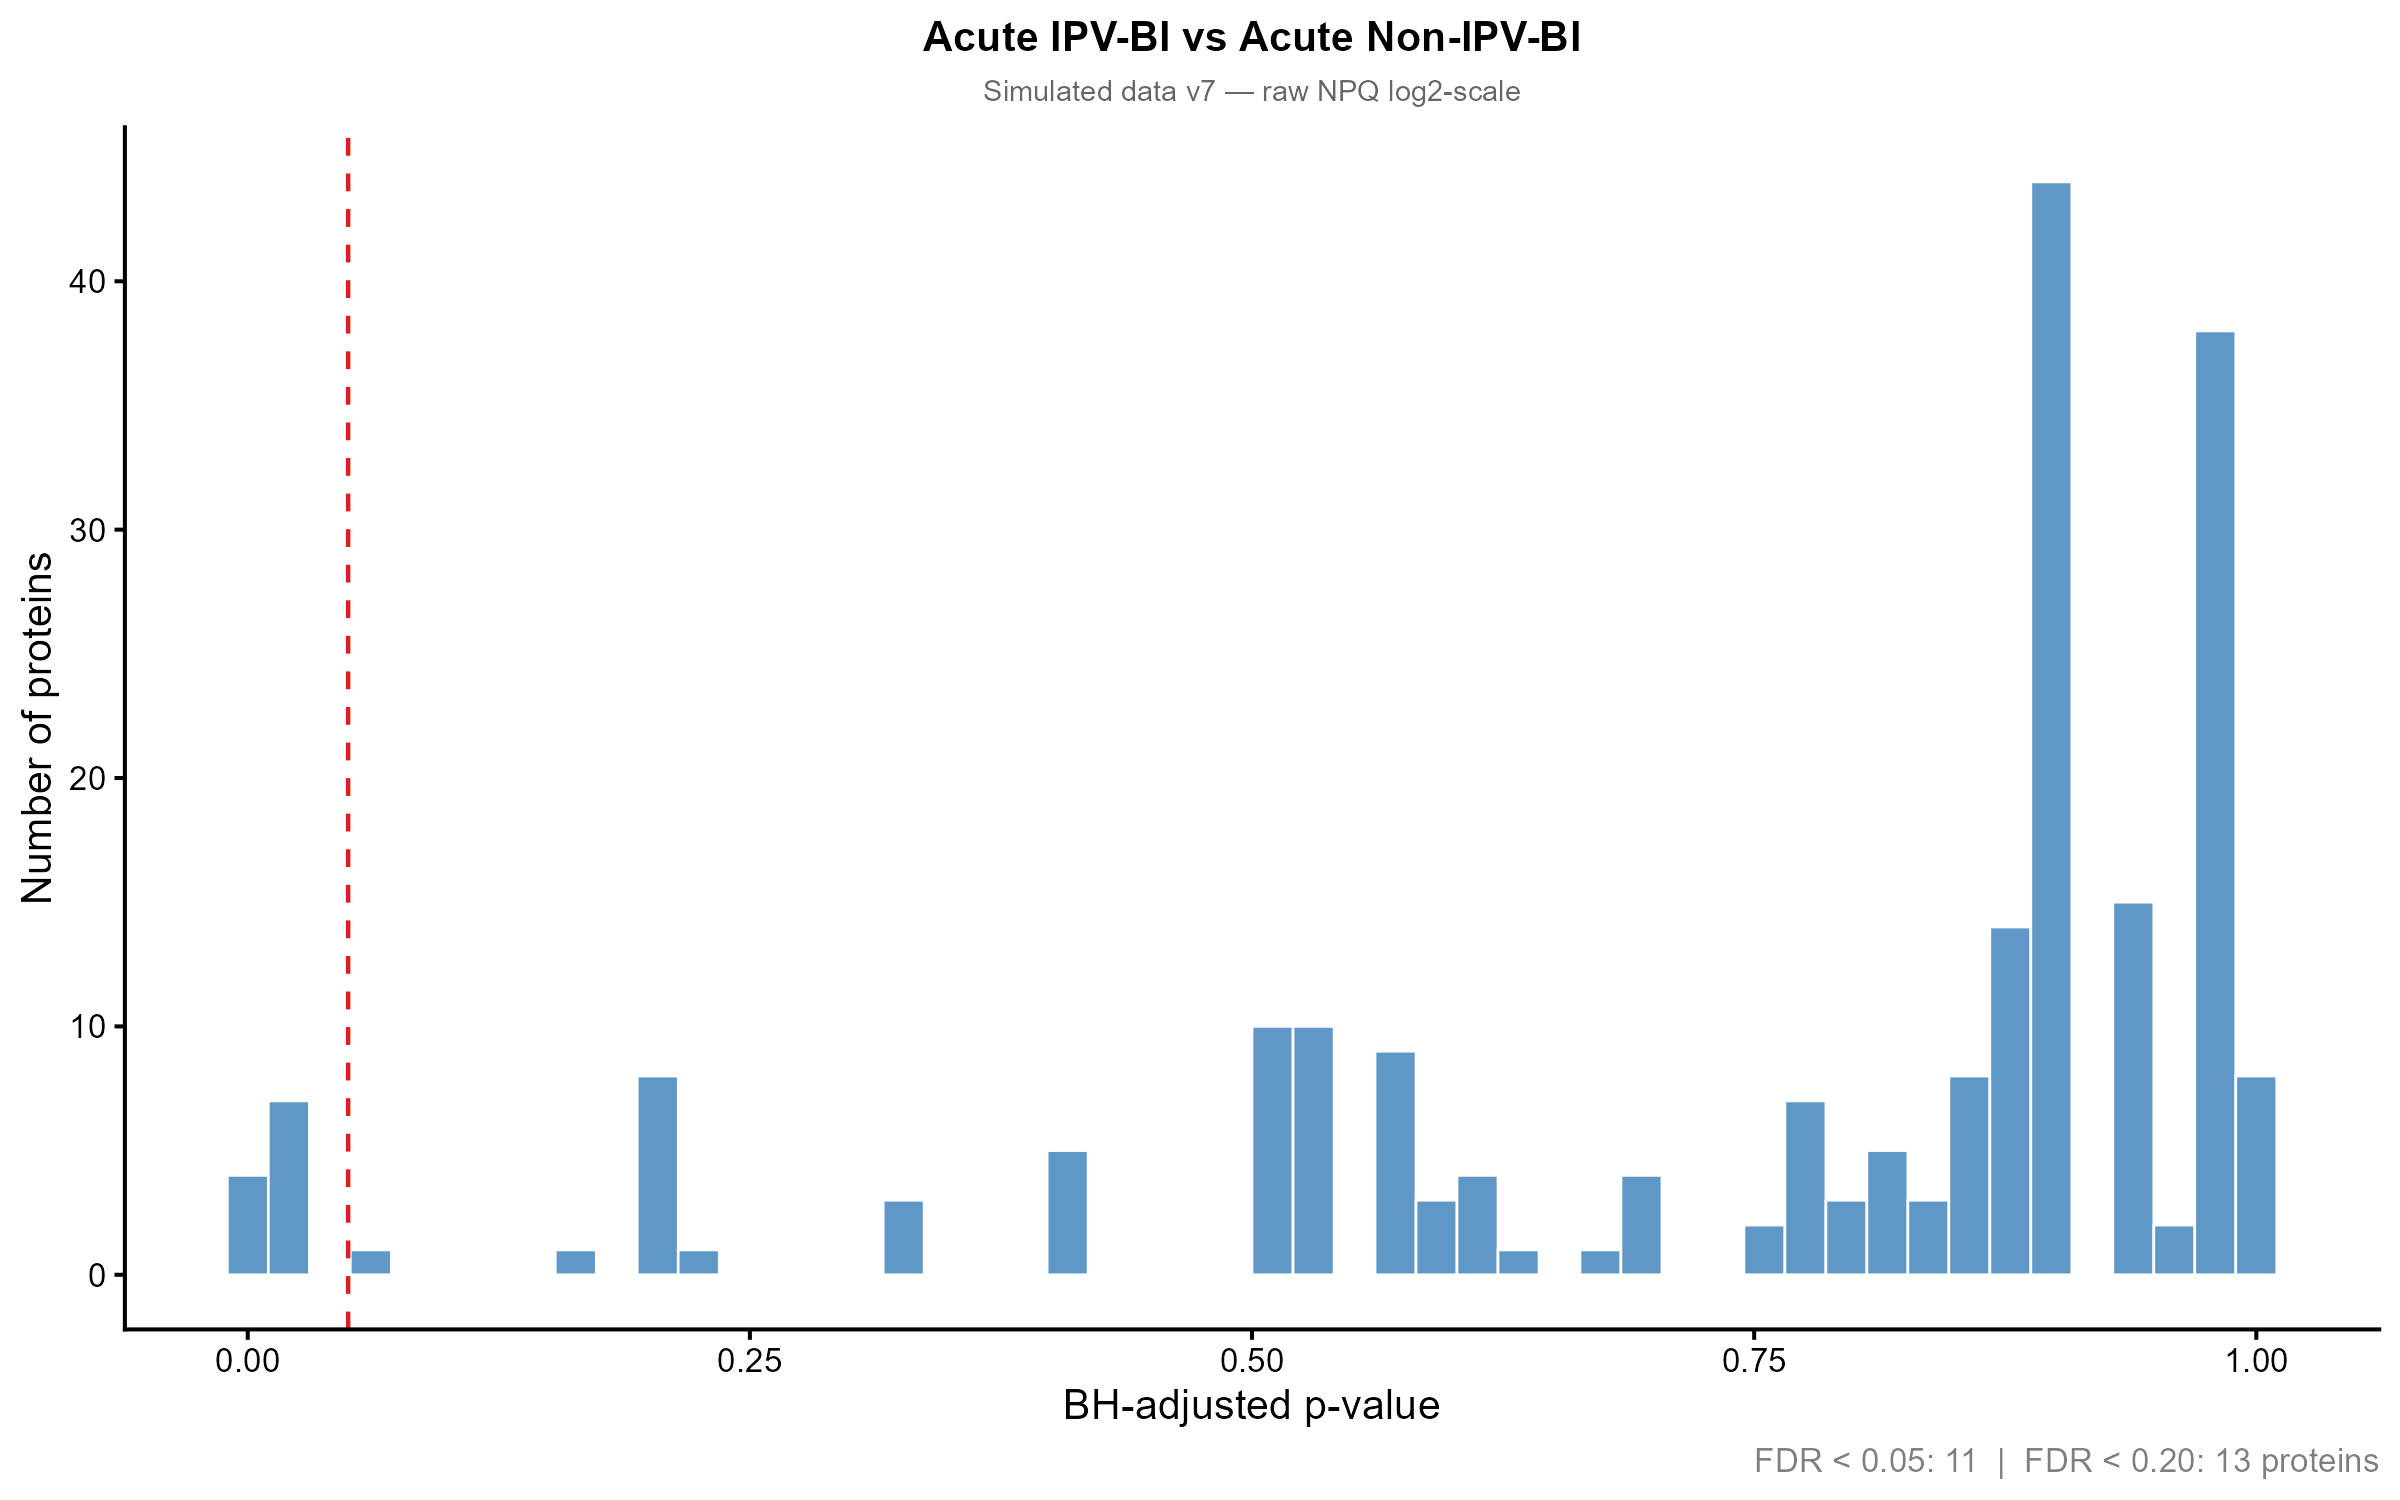 Acute IPV-BI vs Acute Non-IPV-BI
Simulated data v7 — raw NPQ log2-scale
Number of proteins
40
30
20
10
0
0.00 0.25 0.50 0.75 1.00
BH-adjusted p-value
FDR < 0.05: 11 | FDR < 0.20: 13 proteins